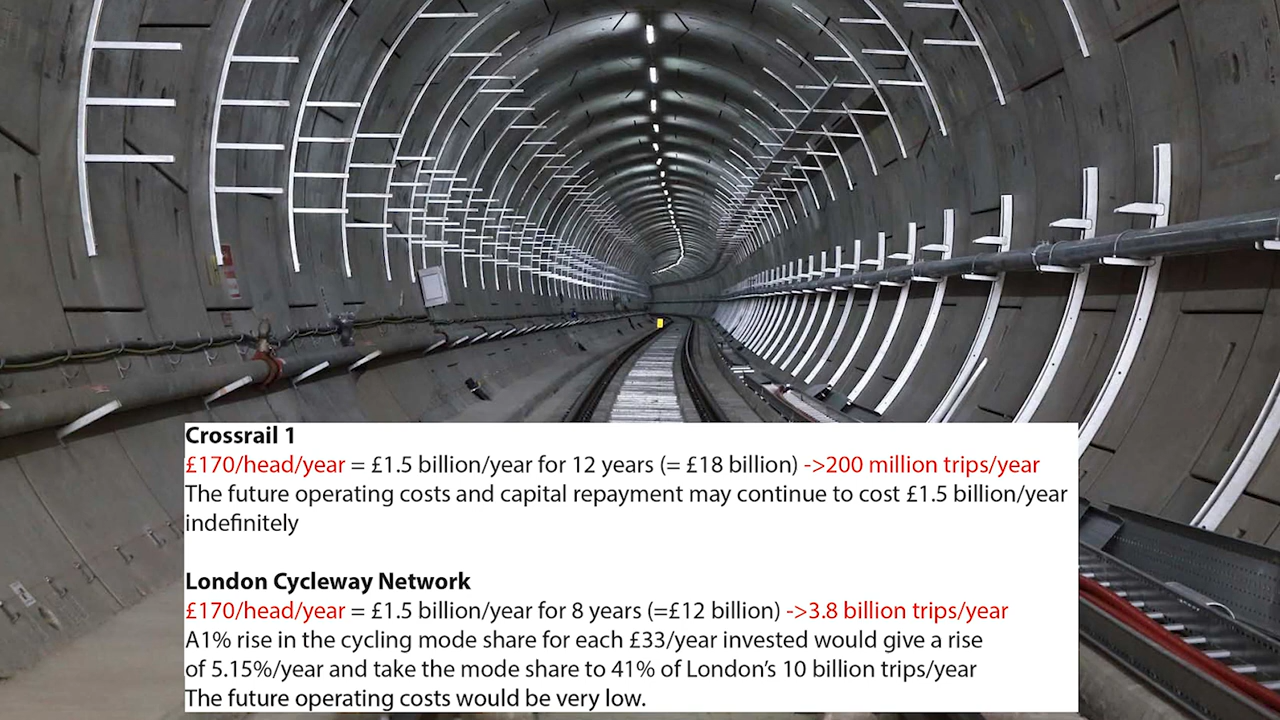 Crossrail 1
£170/head/year = £1.5 billion/year for 12 years (= £18 billion) ->200 million trips/year
The future operating costs and capital repayment may continue to cost £1.5 billion/year
indefinitely
London Cycleway Network
£170/head/year = £1.5 billion/year for 8 years (=£12 billion) ->3.8 billion trips/year
A1% rise in the cycling mode share for each £33/year invested would give a rise
of 5.15%/year and take the mode share to 41% of London's 10 billion trips/year
The future operating costs would be very low.